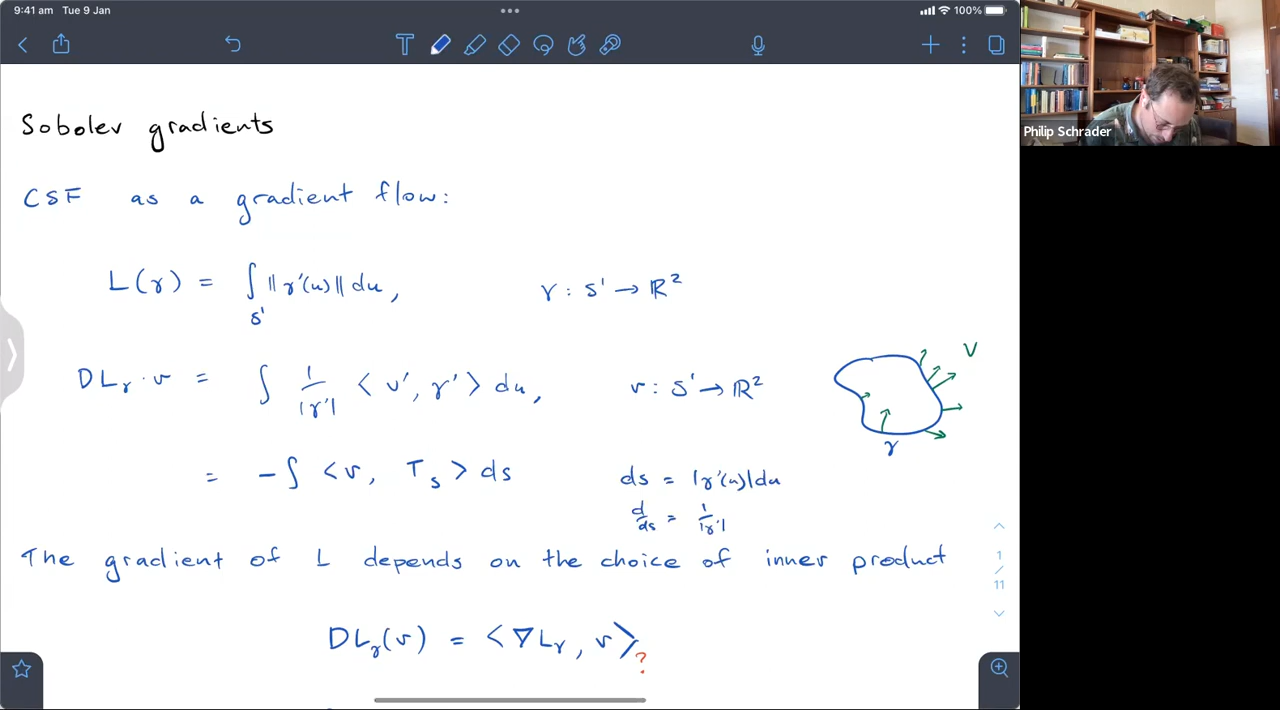 9:41 am Tue 9 Jan
100%
Philip Schrader
Sobolev gradients
CSF as a gradient flow:
L(γ) = ∫_{S¹} ‖γ'(u)‖ du, γ : S¹ → ℝ²
DL_γ · v = ∫ 1/|γ'| ⟨v', γ'⟩ du, v : S¹ → ℝ²
V
γ
= -∫ <v, T_s> ds
ds = |γ'(u)|du
d/ds = 1/|γ'|
The gradient of L depends on the choice of inner product
DL_γ(v) = <∇L_γ, v>_?
1
/
11